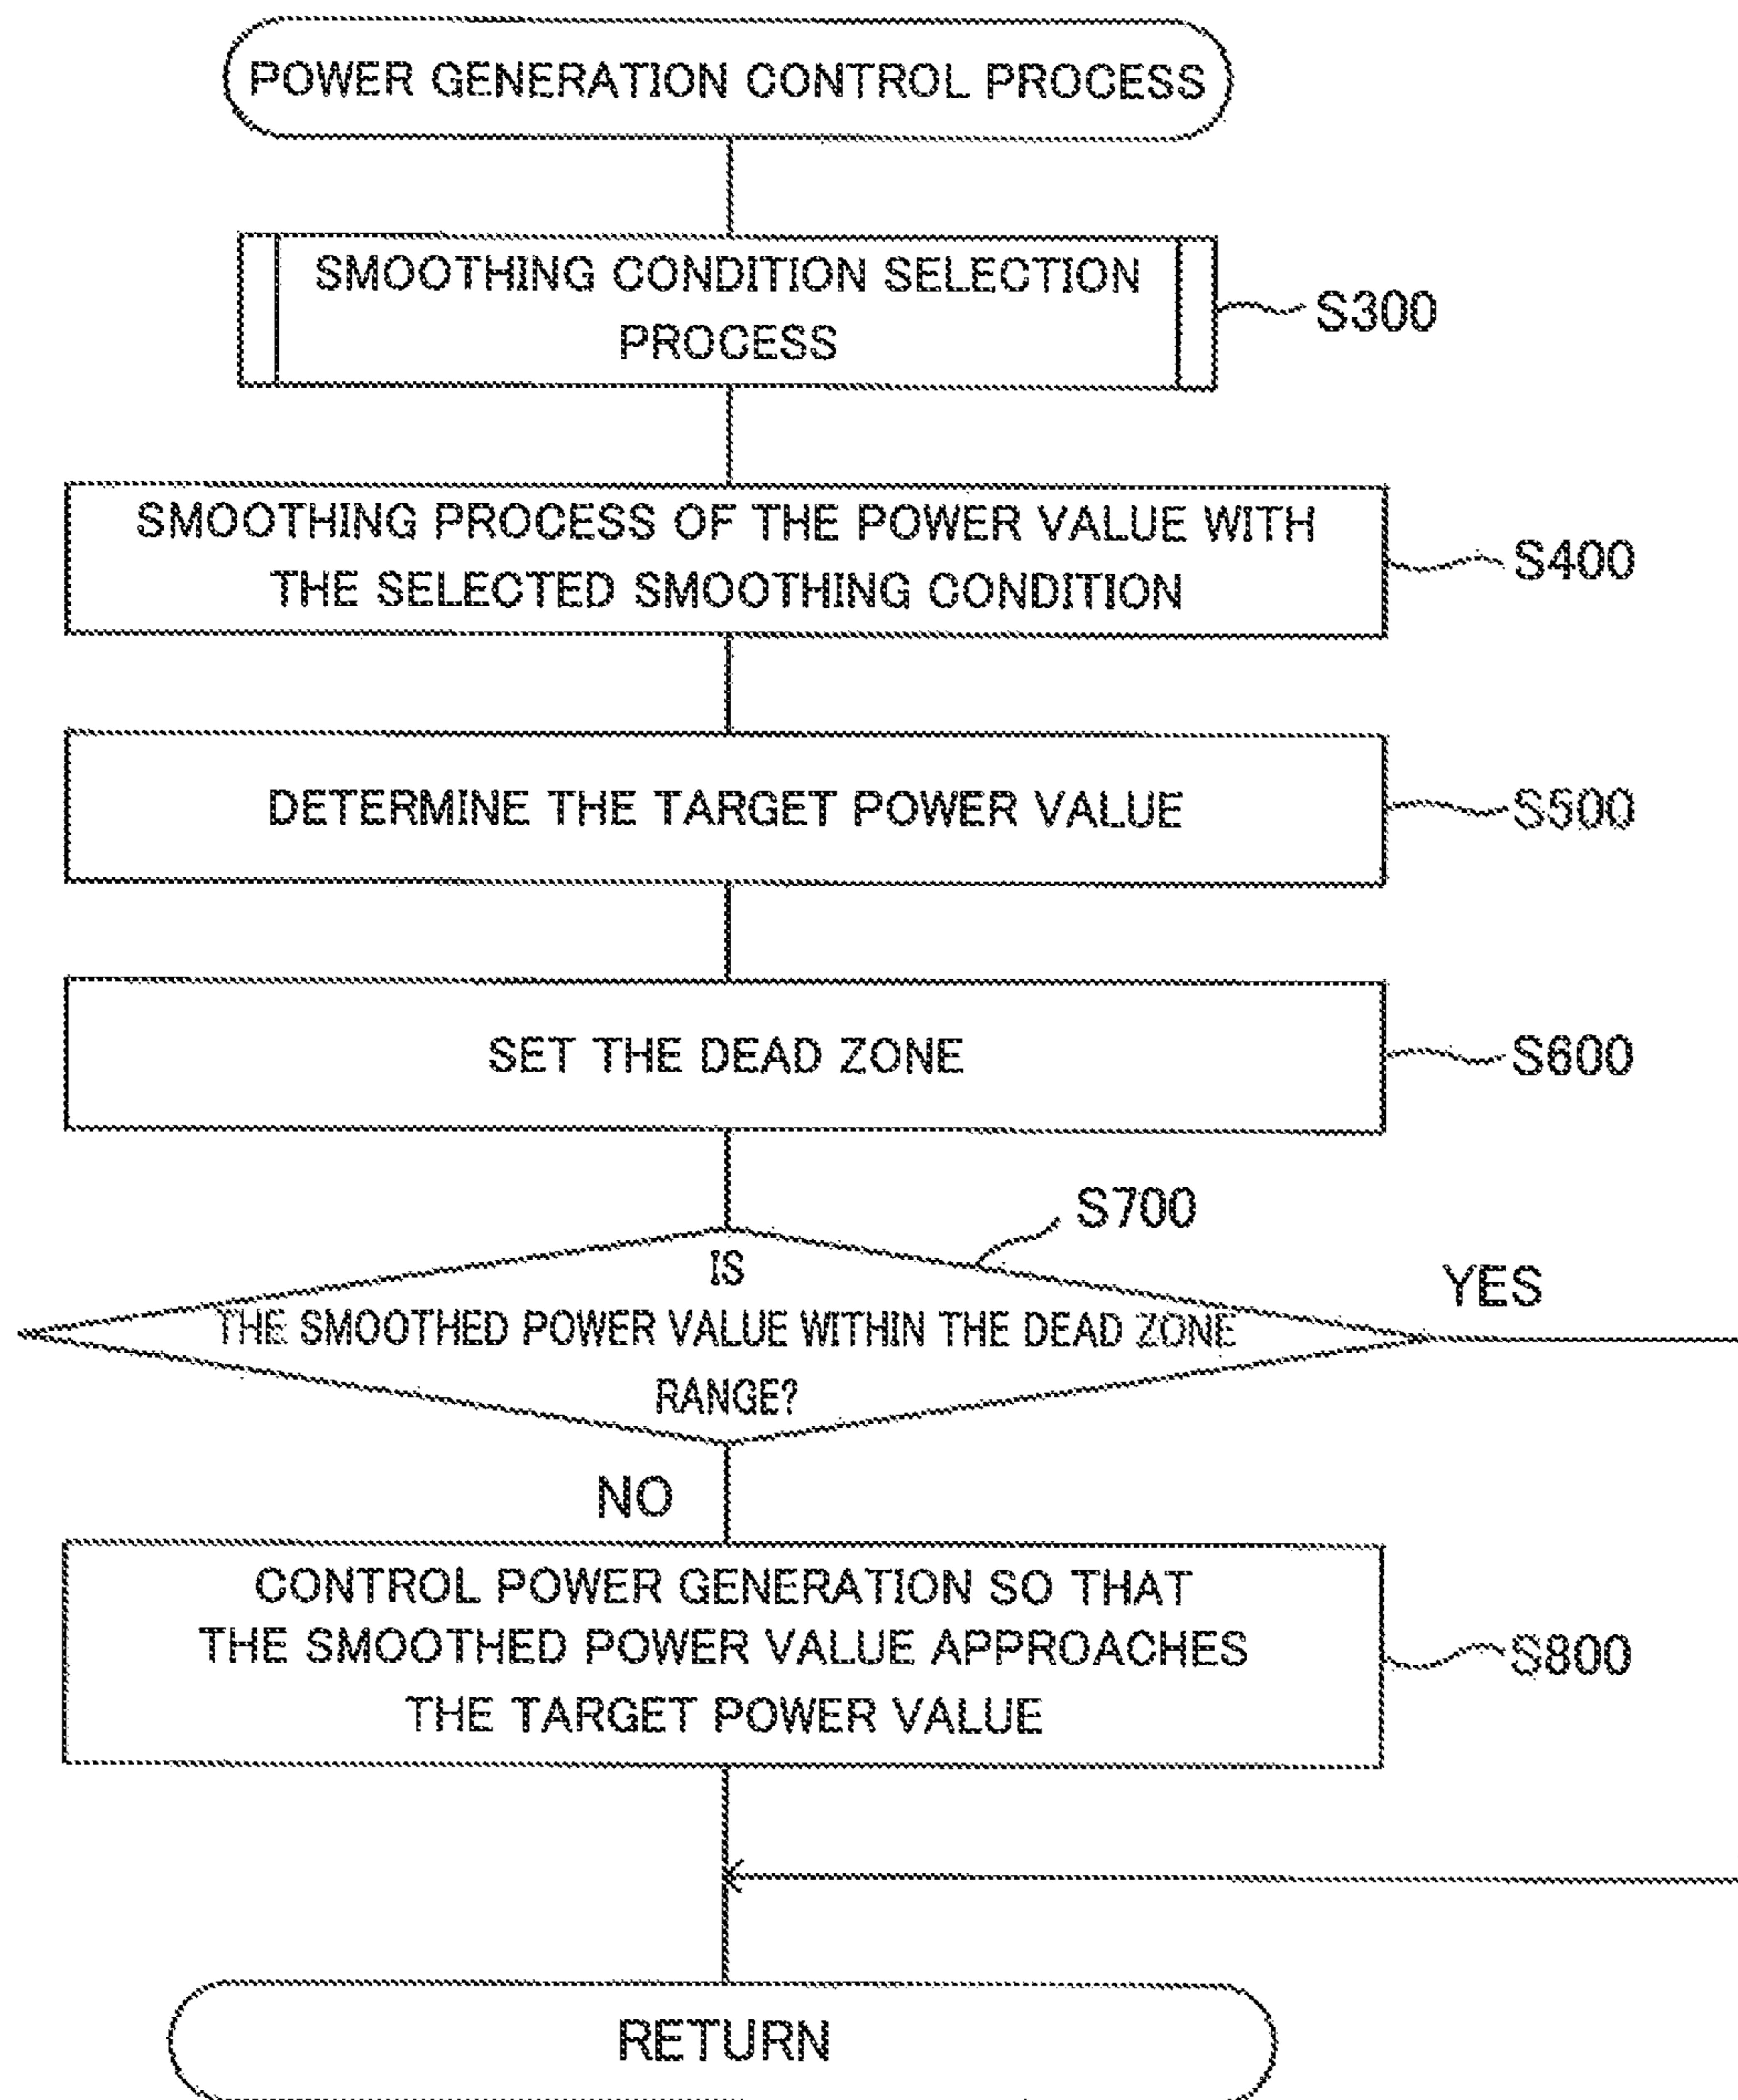 POWER GENERATION CONTROL PROCESS
SMOOTHING CONDITION SELECTION
PROCESS
S300
SMOOTHING PROCESS OF THE POWER VALUE WITH
THE SELECTED SMOOTHING CONDITION
S400
DETERMINE THE TARGET POWER VALUE
S500
SET THE DEAD ZONE
S600
S700
IS
THE SMOOTHED POWER VALUE WITHIN THE DEAD ZONE
RANGE?
YES
NO
CONTROL POWER GENERATION SO THAT
THE SMOOTHED POWER VALUE APPROACHES
THE TARGET POWER VALUE
S800
RETURN